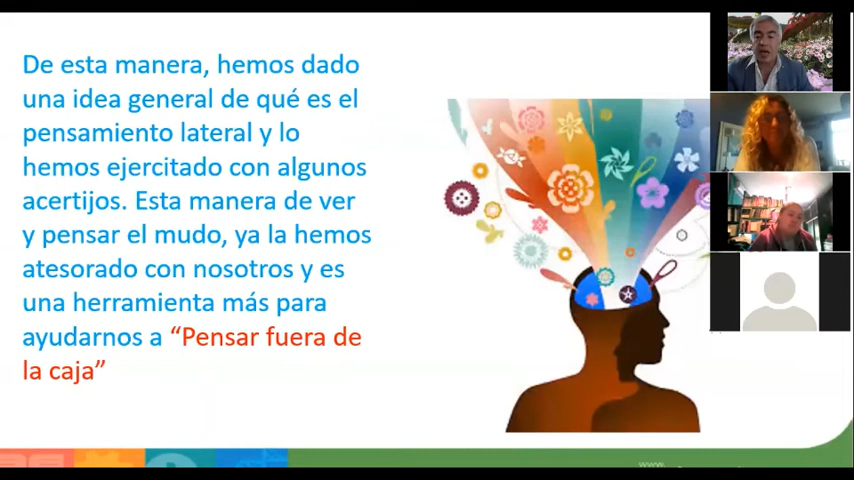 De esta manera, hemos dado
una idea general de qué es el
pensamiento lateral y lo
hemos ejercitado con algunos
acertijos. Esta manera de ver
y pensar el mudo, ya la hemos
atesorado con nosotros y es
una herramienta más para
ayudarnos a “Pensar fuera de
la caja”